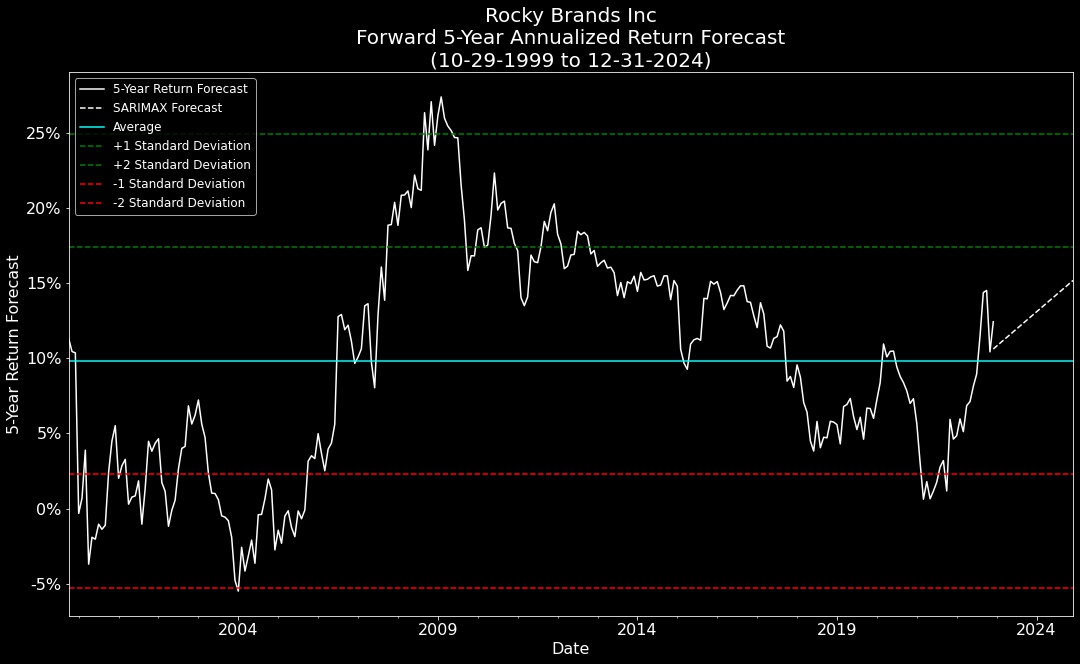 Rocky Brands Inc
Forward 5-Year Annualized Return Forecast
(10-29-1999 to 12-31-2024)
5-Year Return Forecast
SARIMAX Forecast
Average
+1 Standard Deviation
+2 Standard Deviation
-1 Standard Deviation
-2 Standard Deviation
5-Year Return Forecast
25%
20%
15%
10%
5%
0%
-5%
2004 2009 2014 2019 2024
Date